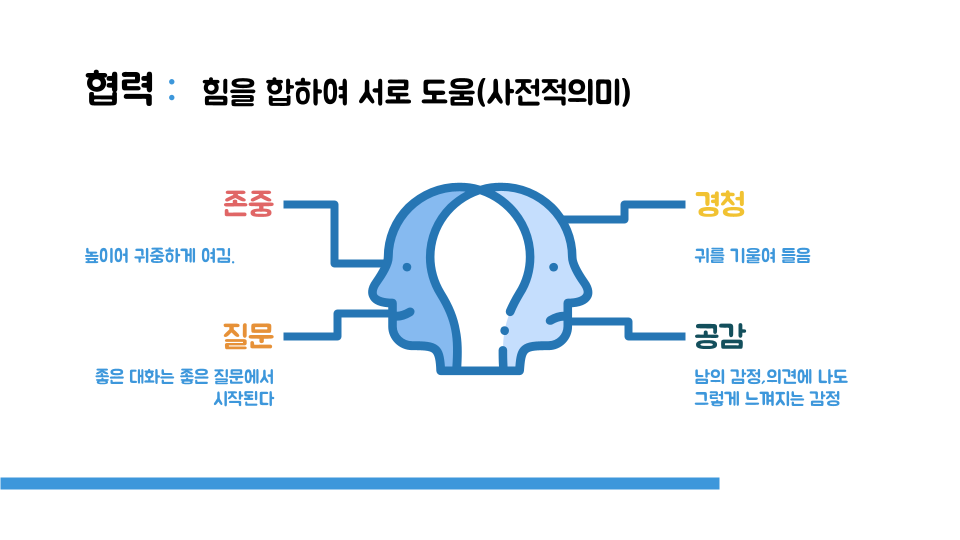 협력 : 힘을 합하여 서로 도움(사전적의미)
존중
높이어 귀중하게 여김.
질문
좋은 대화는 좋은 질문에서
시작된다
경청
귀를 기울여 들음
공감
남의 감정,의견에 나도
그렇게 느껴지는 감정